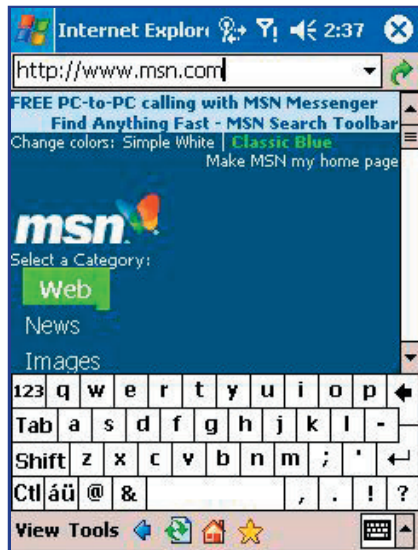 Internet Explor 2:37
http://www.msn.com
FREE PC-to-PC calling with MSN Messenger
Find Anything Fast - MSN Search Toolbar
Change colors: Simple White | Classic Blue
Make MSN my home page
msn
Select a Category:
Web
News
Images
123 q w e r t y u i o p
Tab a s d f g h j k l -
Shift z x c v b n m ; '
Ctl áü @ & , . ! ?
View Tools